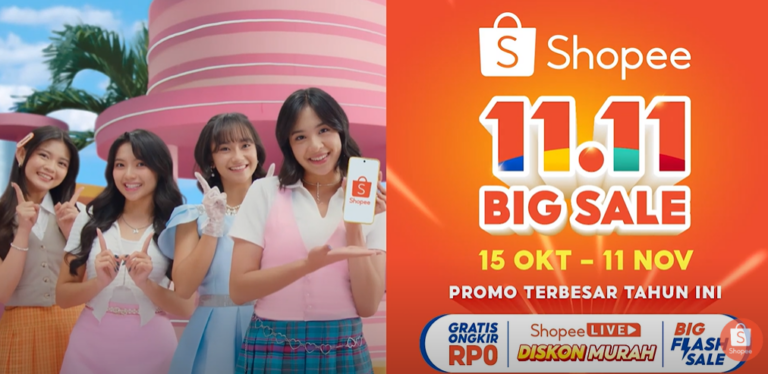 Shopee
Shopee
11.11
BIG SALE
15 OKT – 11 NOV
PROMO TERBESAR TAHUN INI
GRATIS
ONGKIR
RP0
Shopee LIVE
DISKON MURAH
BIG
FLASH
SALE
Shopee